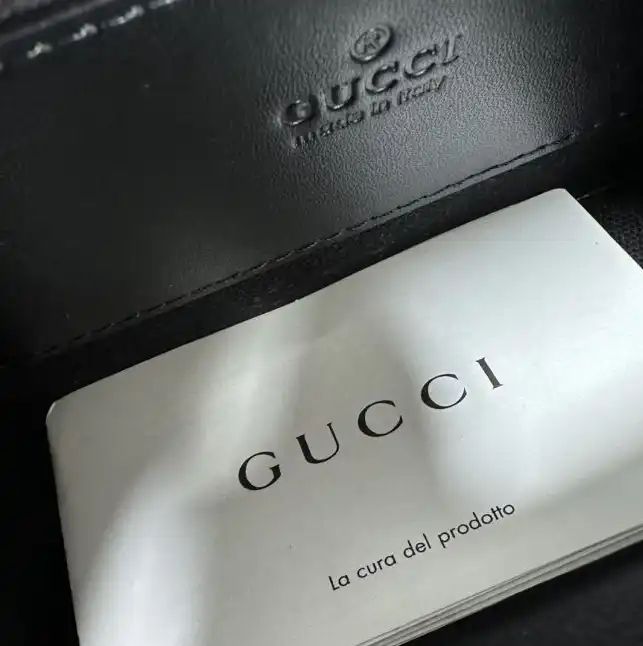 ®
GUCCI
made in Italy
GUCCI
La cura del prodotto